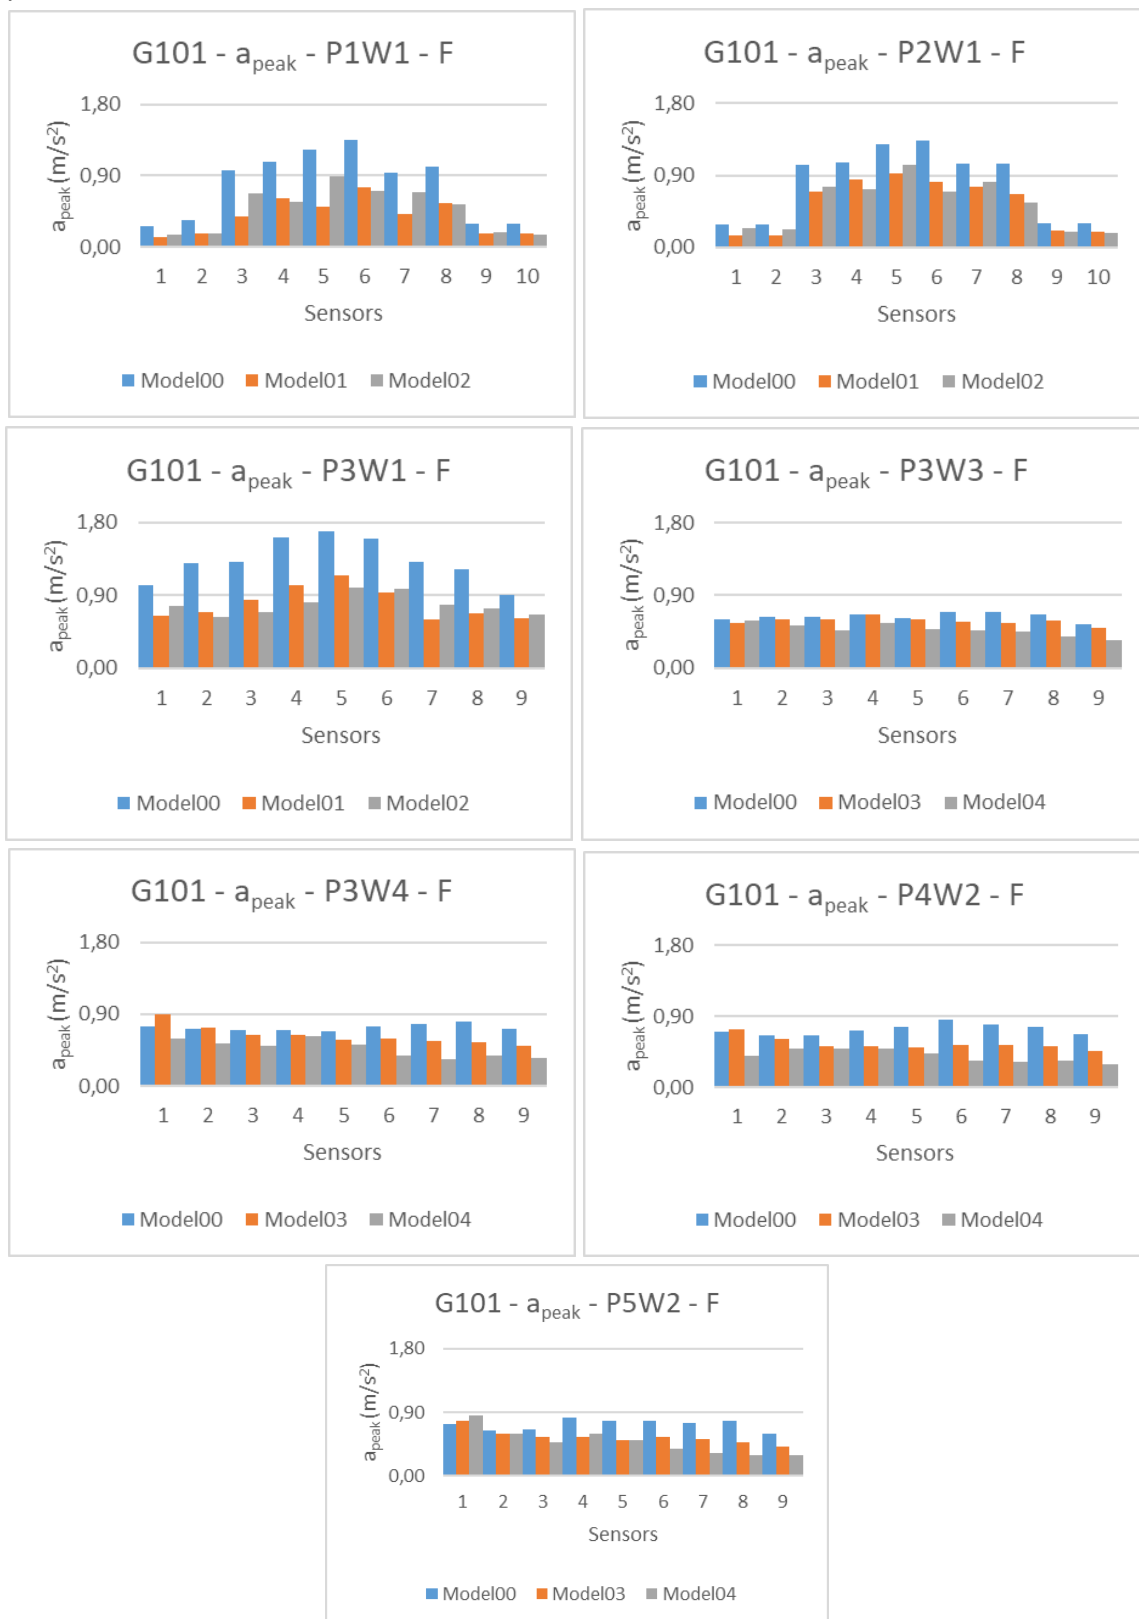 G101 - apeak - P1W1 - F
1,80
0,90
0,00
apeak (m/s²)
1 2 3 4 5 6 7 8 9 10
Sensors
Model00 Model01 Model02
G101 - apeak - P2W1 - F
1,80
0,90
0,00
apeak (m/s²)
1 2 3 4 5 6 7 8 9 10
Sensors
Model00 Model01 Model02
G101 - apeak - P3W1 - F
1,80
0,90
0,00
apeak (m/s²)
1 2 3 4 5 6 7 8 9
Sensors
Model00 Model01 Model02
G101 - apeak - P3W3 - F
1,80
0,90
0,00
apeak (m/s²)
1 2 3 4 5 6 7 8 9
Sensors
Model00 Model03 Model04
G101 - apeak - P3W4 - F
1,80
0,90
0,00
apeak (m/s²)
1 2 3 4 5 6 7 8 9
Sensors
Model00 Model03 Model04
G101 - apeak - P4W2 - F
1,80
0,90
0,00
apeak (m/s²)
1 2 3 4 5 6 7 8 9
Sensors
Model00 Model03 Model04
G101 - apeak - P5W2 - F
1,80
0,90
0,00
apeak (m/s²)
1 2 3 4 5 6 7 8 9
Sensors
Model00 Model03 Model04